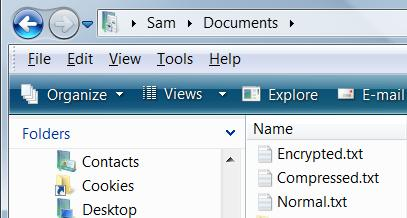 Sam Documents
File Edit View Tools Help
Organize Views Explore E-mail
Folders
Name
Contacts
Encrypted.txt
Cookies
Compressed.txt
Desktop
Normal.txt